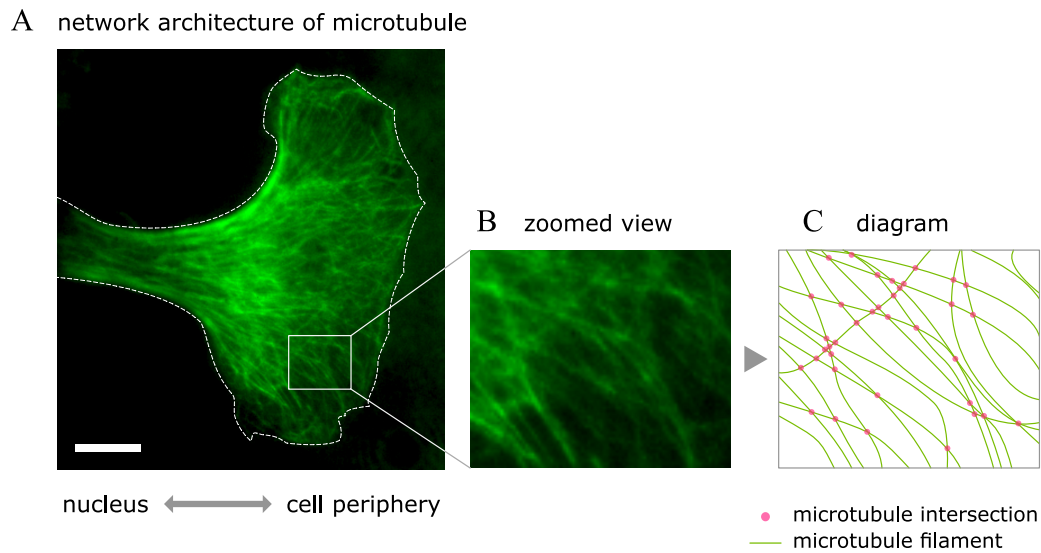 A network architecture of microtubule
B zoomed view
C diagram
nucleus cell periphery
microtubule intersection
microtubule filament